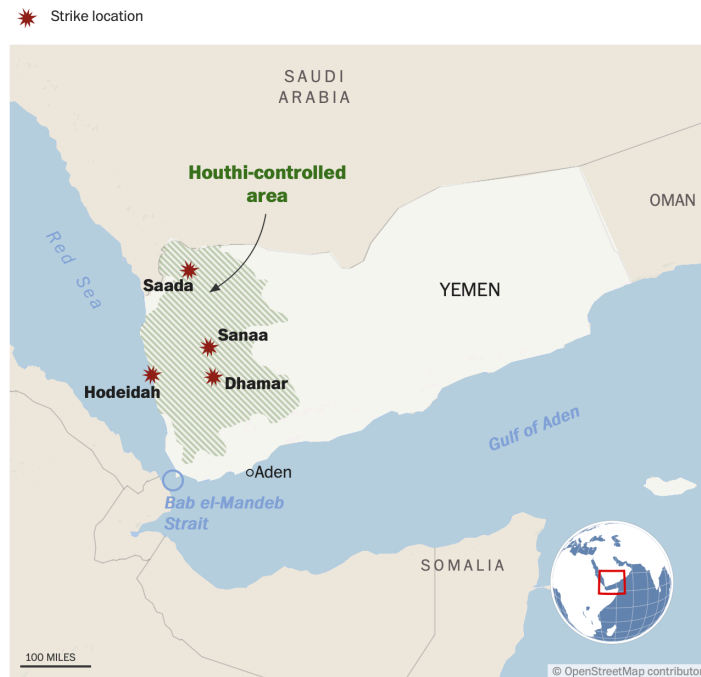 Strike location
SAUDI
ARABIA
Houthi-controlled
area
OMAN
Red Sea
Saada
YEMEN
Sanaa
Hodeidah
Dhamar
Gulf of Aden
Aden
Bab el-Mandeb
Strait
SOMALIA
100 MILES
© OpenStreetMap contributor